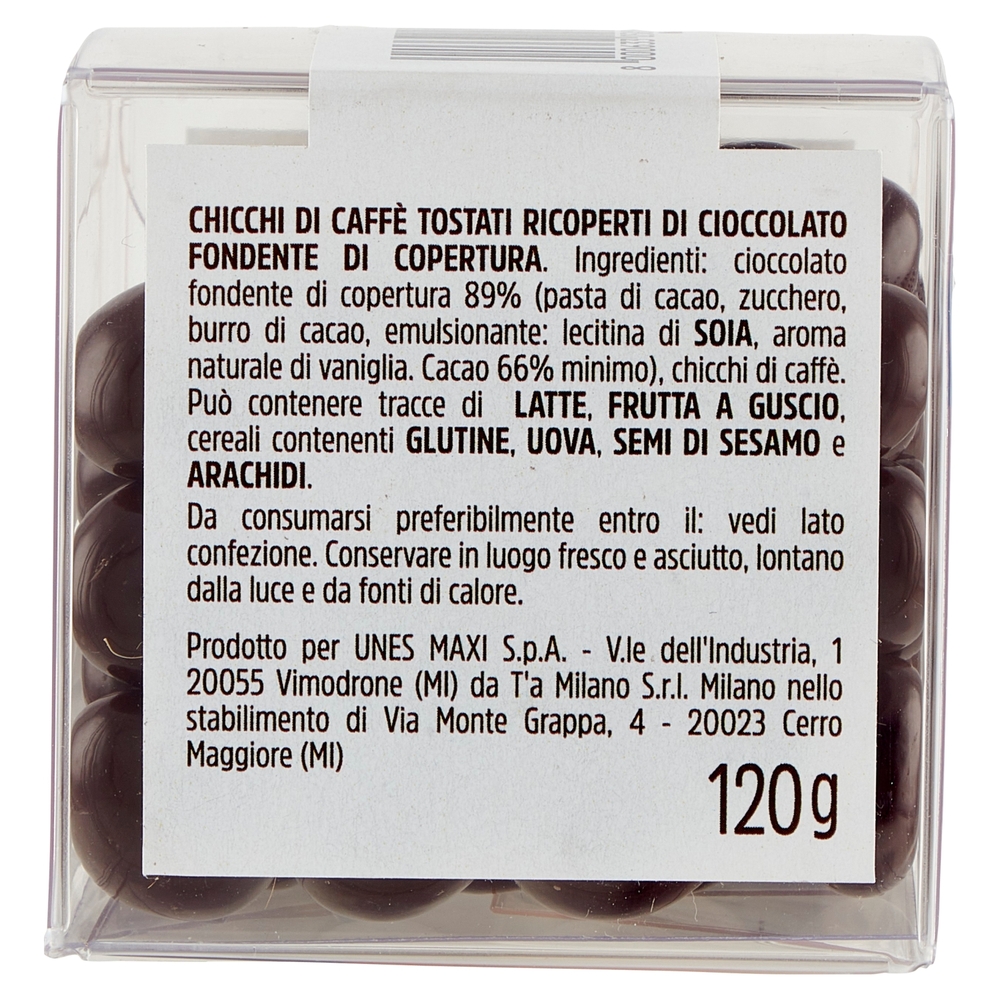 CHICCHI DI CAFFÈ TOSTATI RICOPERTI DI CIOCCOLATO
FONDENTE DI COPERTURA. Ingredienti: cioccolato
fondente di copertura 89% (pasta di cacao, zucchero,
burro di cacao, emulsionante: lecitina di SOIA, aroma
naturale di vaniglia. Cacao 66% minimo), chicchi di caffè.
Può contenere tracce di LATTE, FRUTTA A GUSCIO,
cereali contenenti GLUTINE, UOVA, SEMI DI SESAMO e
ARACHIDI.
Da consumarsi preferibilmente entro il: vedi lato
confezione. Conservare in luogo fresco e asciutto, lontano
dalla luce e da fonti di calore.
Prodotto per UNES MAXI S.p.A. - V.le dell'Industria, 1
20055 Vimodrone (MI) da T'a Milano S.r.l. Milano nello
stabilimento di Via Monte Grappa, 4 - 20023 Cerro
Maggiore (MI)
120g